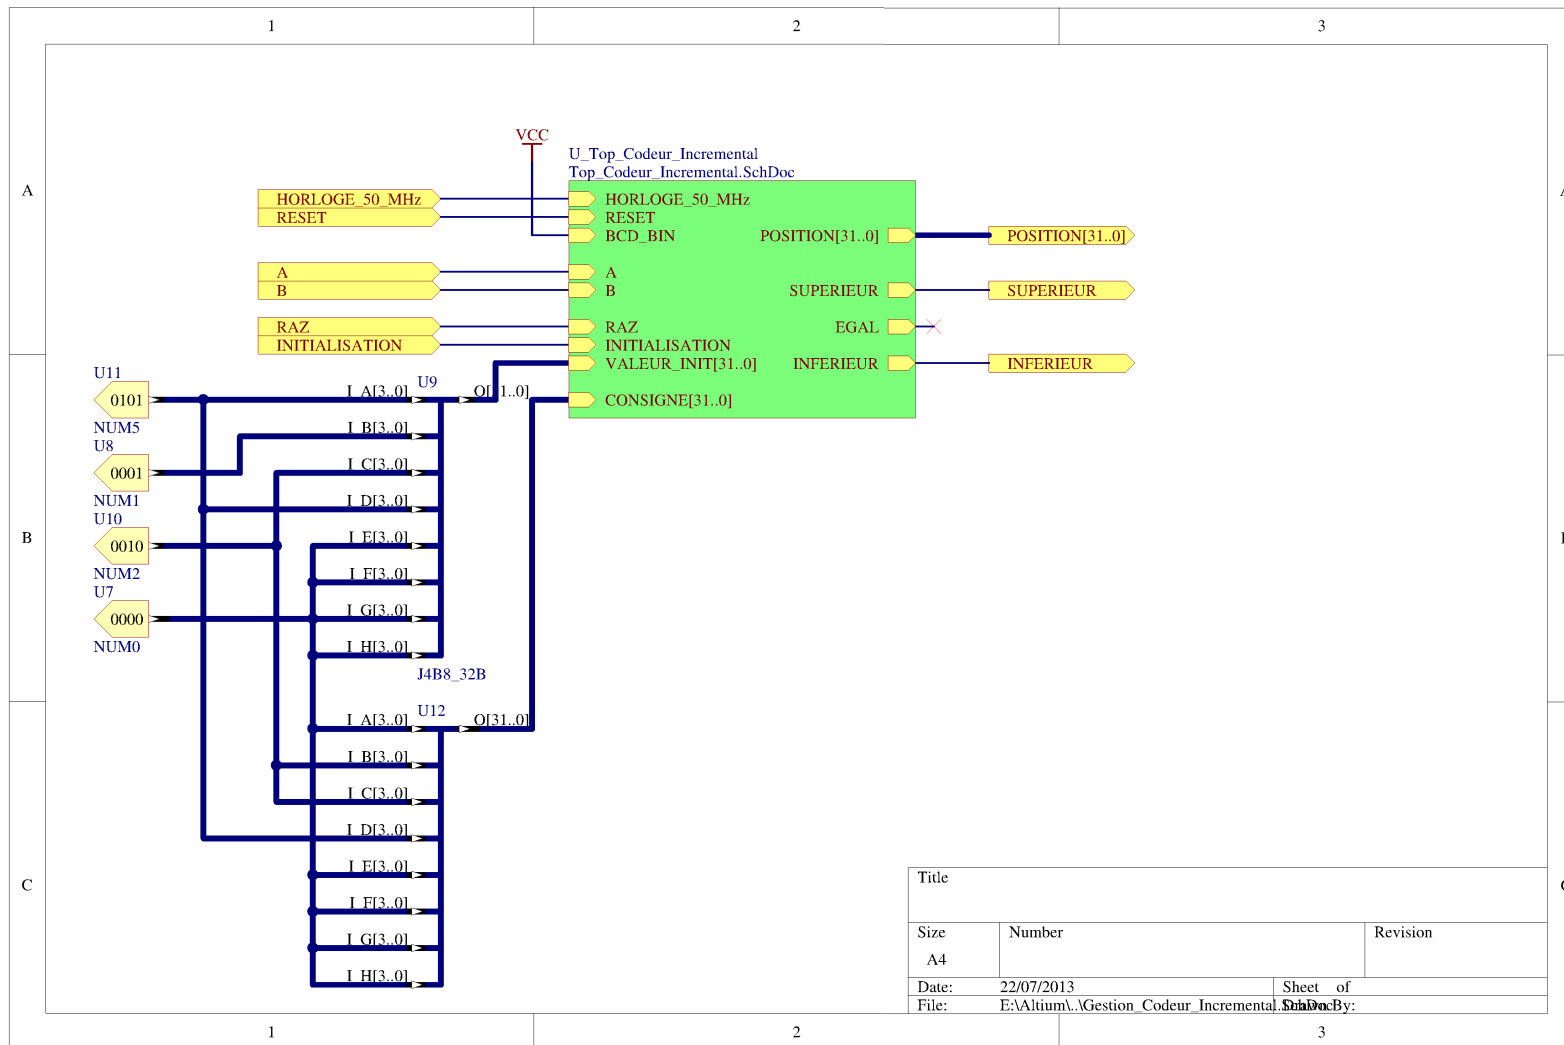 1 2 3
A
VCC
U_Top_Codeur_Incremental
Top_Codeur_Incremental.SchDoc
HORLOGE_50_MHz HORLOGE_50_MHz
RESET RESET
BCD_BIN POSITION[31..0] POSITION[31..0]
A A
B B SUPERIEUR SUPERIEUR
RAZ RAZ EGAL
INITIALISATION INITIALISATION
VALEUR_INIT[31..0] INFERIEUR INFERIEUR
CONSIGNE[31..0]
U11
0101
NUM5
U8
0001
NUM1
U10
0010
NUM2
U7
0000
NUM0
B
U9
I_A[3..0] O[31..0]
I_B[3..0]
I_C[3..0]
I_D[3..0]
I_E[3..0]
I_F[3..0]
I_G[3..0]
I_H[3..0]
J4B8_32B
U12
I_A[3..0] O[31..0]
I_B[3..0]
I_C[3..0]
I_D[3..0]
I_E[3..0]
I_F[3..0]
I_G[3..0]
I_H[3..0]
C
Title
Size Number Revision
A4
Date: 22/07/2013 Sheet of
File: E:\Altium\..\Gestion_Codeur_Incremental.SchDoc Drawn By:
1 2 3